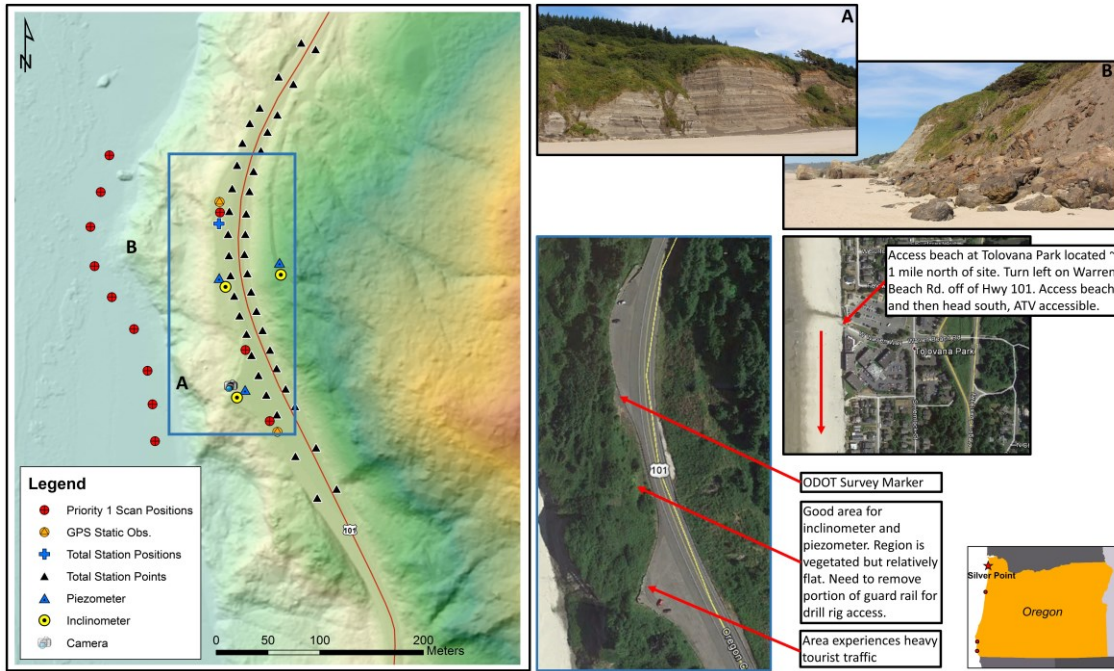 N
B
A
Legend
Priority 1 Scan Positions
GPS Static Obs.
Total Station Positions
Total Station Points
Piezometer
Inclinometer
Camera
101
0 50 100 200
Meters
A
B
101
Oregon
Access beach at Tolovana Park located ~
1 mile north of site. Turn left on Warren
Beach Rd. off of Hwy 101. Access beach
and then head south, ATV accessible.
Tolovana Park
ODOT Survey Marker
Good area for
inclinometer and
piezometer. Region is
vegetated but relatively
flat. Need to remove
portion of guard rail for
drill rig access.
Area experiences heavy
tourist traffic
Silver Point
Oregon